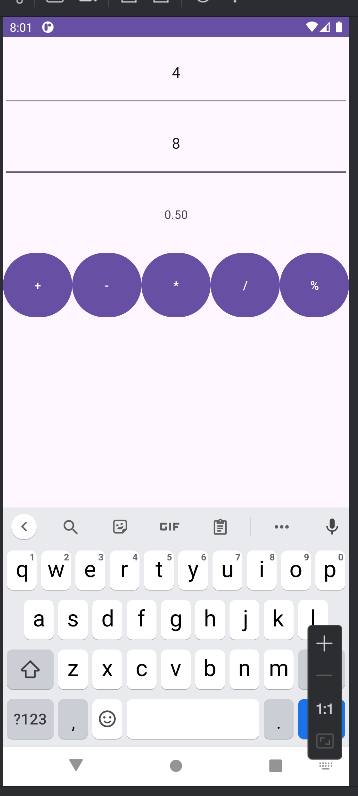 8:01
4
8
0.50
+ - * / %
GIF
1 2 3 4 5 6 7 8 9 0
q w e r t y u i o p
a s d f g h j k l
z x c v b n m
?123 , .
1:1